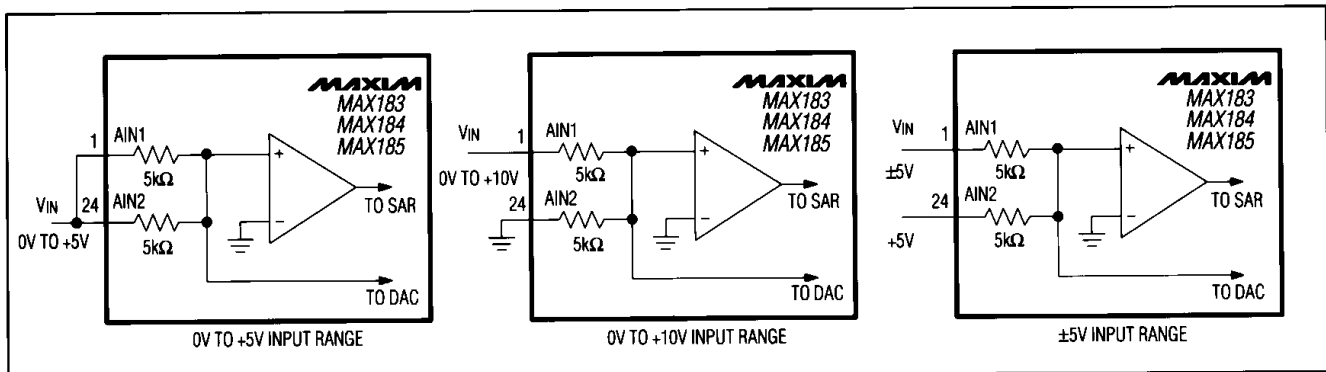 MAXIM
MAX183
MAX184
MAX185
1
AIN1
5kΩ
+
TO SAR
VIN
24
AIN2
−
0V TO +5V
5kΩ
TO DAC
0V TO +5V INPUT RANGE
MAXIM
MAX183
MAX184
MAX185
VIN
1
AIN1
+
0V TO +10V
5kΩ
TO SAR
24
AIN2
−
5kΩ
TO DAC
0V TO +10V INPUT RANGE
MAXIM
MAX183
MAX184
MAX185
VIN
1
AIN1
+
±5V
5kΩ
TO SAR
24
AIN2
−
+5V
5kΩ
TO DAC
±5V INPUT RANGE